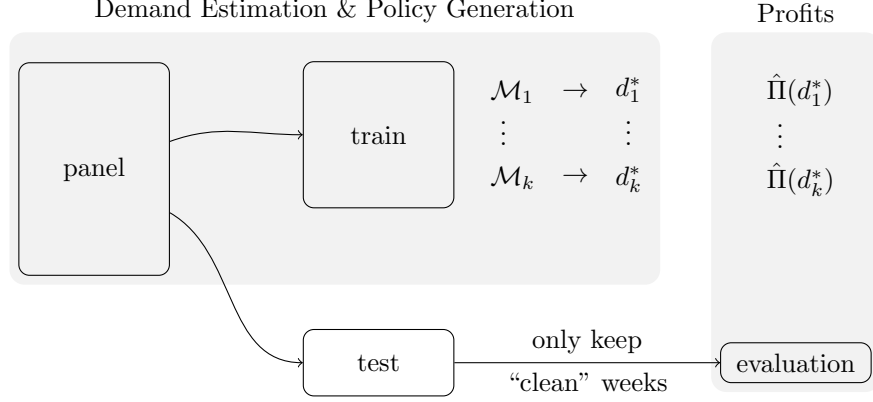 Demand Estimation & Policy Generation
Profits
panel
train
ℳ₁ → d₁*
⋮ ⋮
ℳₖ → dₖ*
Π̂(d₁*)
⋮
Π̂(dₖ*)
test
only keep
“clean” weeks
evaluation